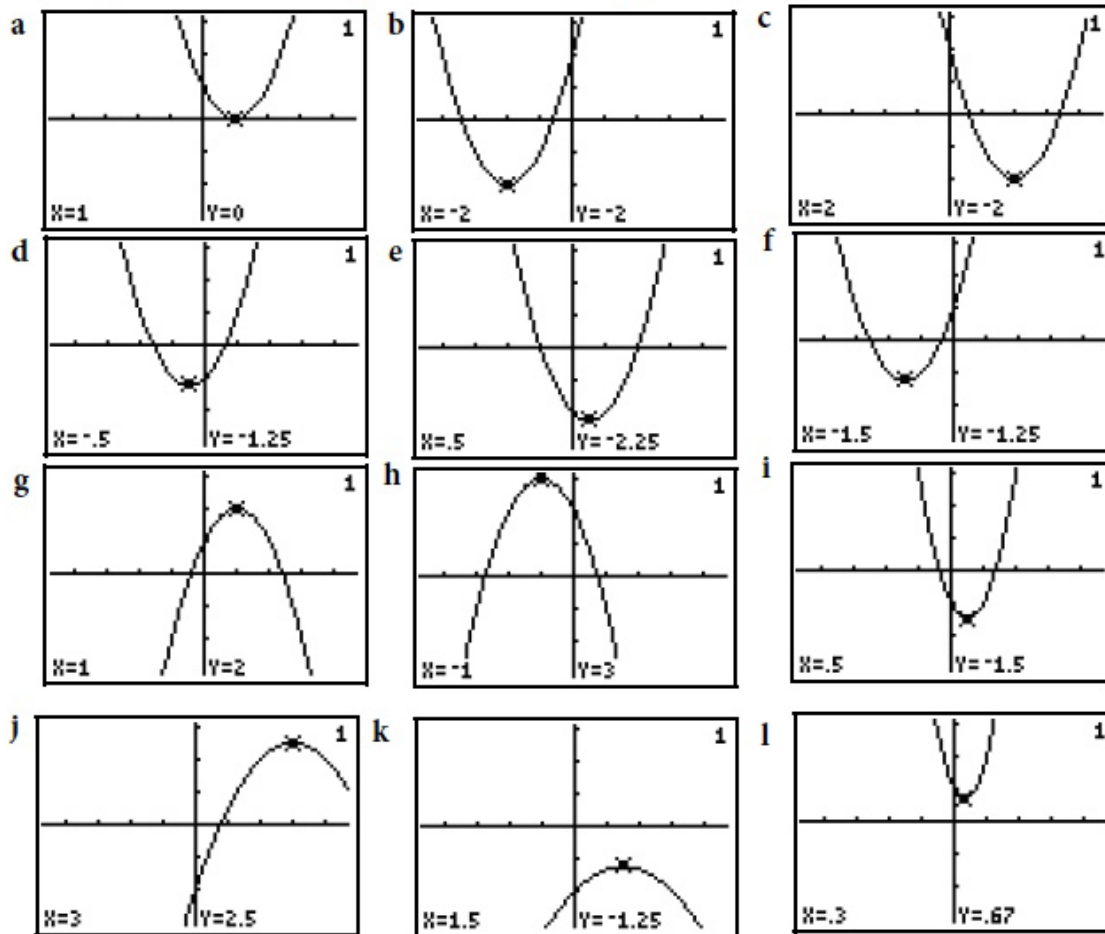 a 1 b 1 c 1
X=1 Y=0 X=-2 Y=-2 X=2 Y=-2
d 1 e 1 f 1
X=-.5 Y=-1.25 X=.5 Y=-2.25 X=-1.5 Y=-1.25
g 1 h 1 i 1
X=1 Y=2 X=-1 Y=3 X=.5 Y=-1.5
j 1 k 1 l 1
X=3 Y=2.5 X=1.5 Y=-1.25 X=.3 Y=.67